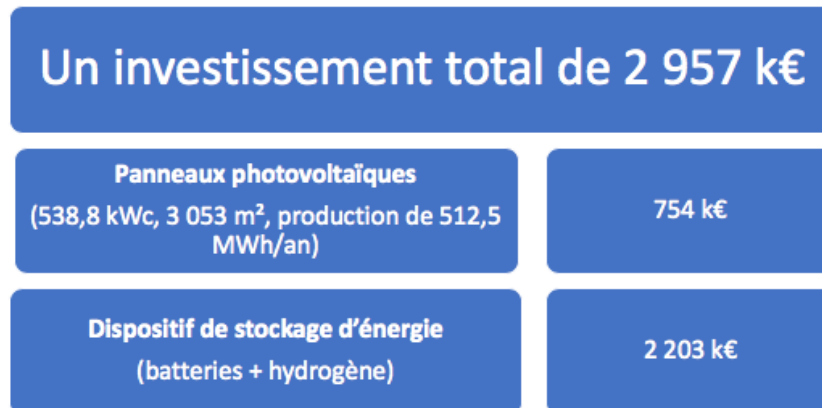 Un investissement total de 2 957 k€
Panneaux photovoltaïques
(538,8 kWc, 3 053 m², production de 512,5
MWh/an)
754 k€
Dispositif de stockage d’énergie
(batteries + hydrogène)
2 203 k€